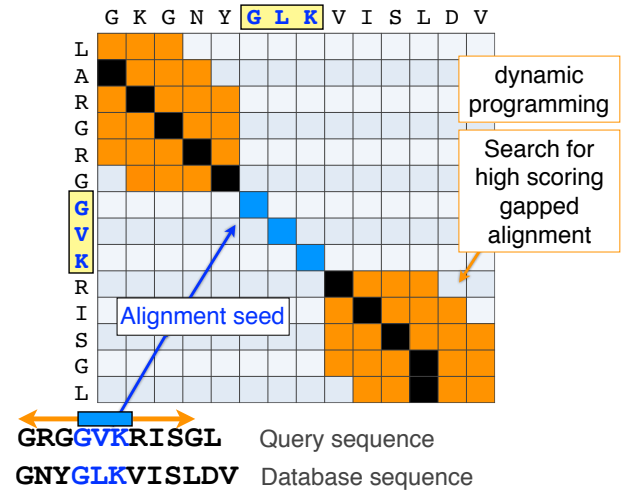 G K G N Y G L K V I S L D V
L
A
R
G
R
G
G
V
K
R
I
S
G
L
dynamic
programming
Search for
high scoring
gapped
alignment
Alignment seed
GRGGVKRISGL Query sequence
GNYGLKVISLDV Database sequence